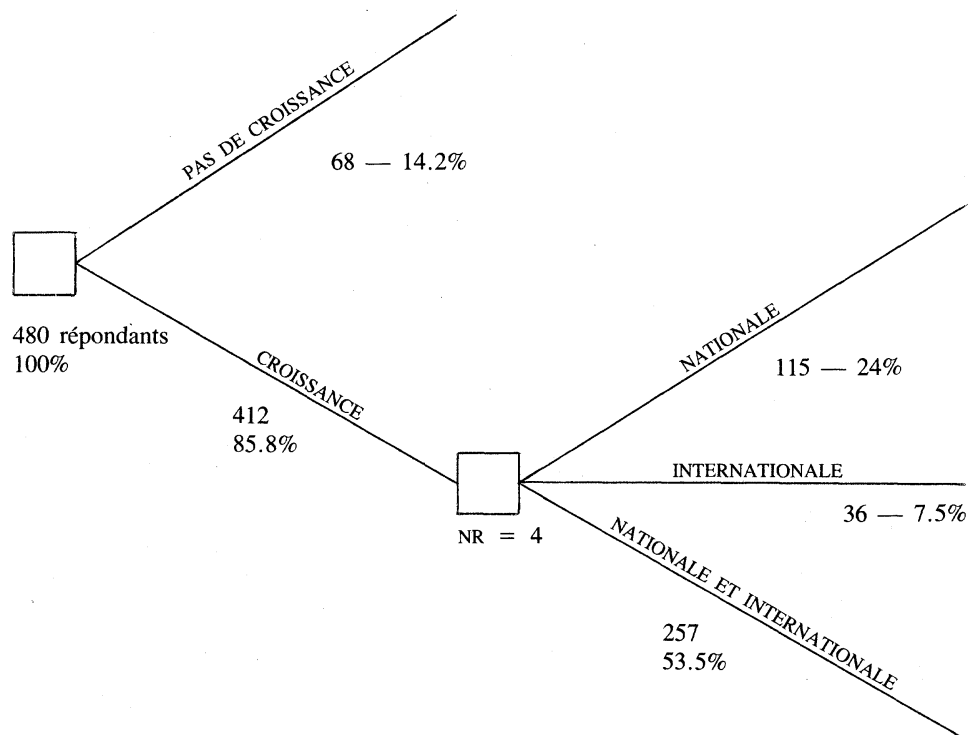 PAS DE CROISSANCE
68 — 14.2%
480 répondants
100%
CROISSANCE
412
85.8%
NR = 4
NATIONALE
115 — 24%
INTERNATIONALE
36 — 7.5%
NATIONALE ET INTERNATIONALE
257
53.5%